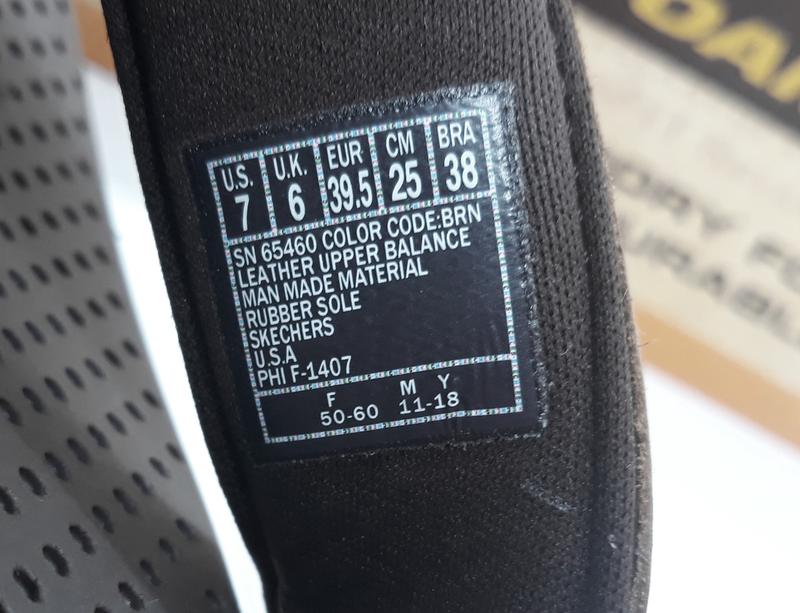 U.S. U.K. EUR CM BRA
7 6 39.5 25 38
SN 65460 COLOR CODE:BRN
LEATHER UPPER BALANCE
MAN MADE MATERIAL
RUBBER SOLE
SKECHERS
U.S.A
PHI F-1407
F M Y
50-60 11-18